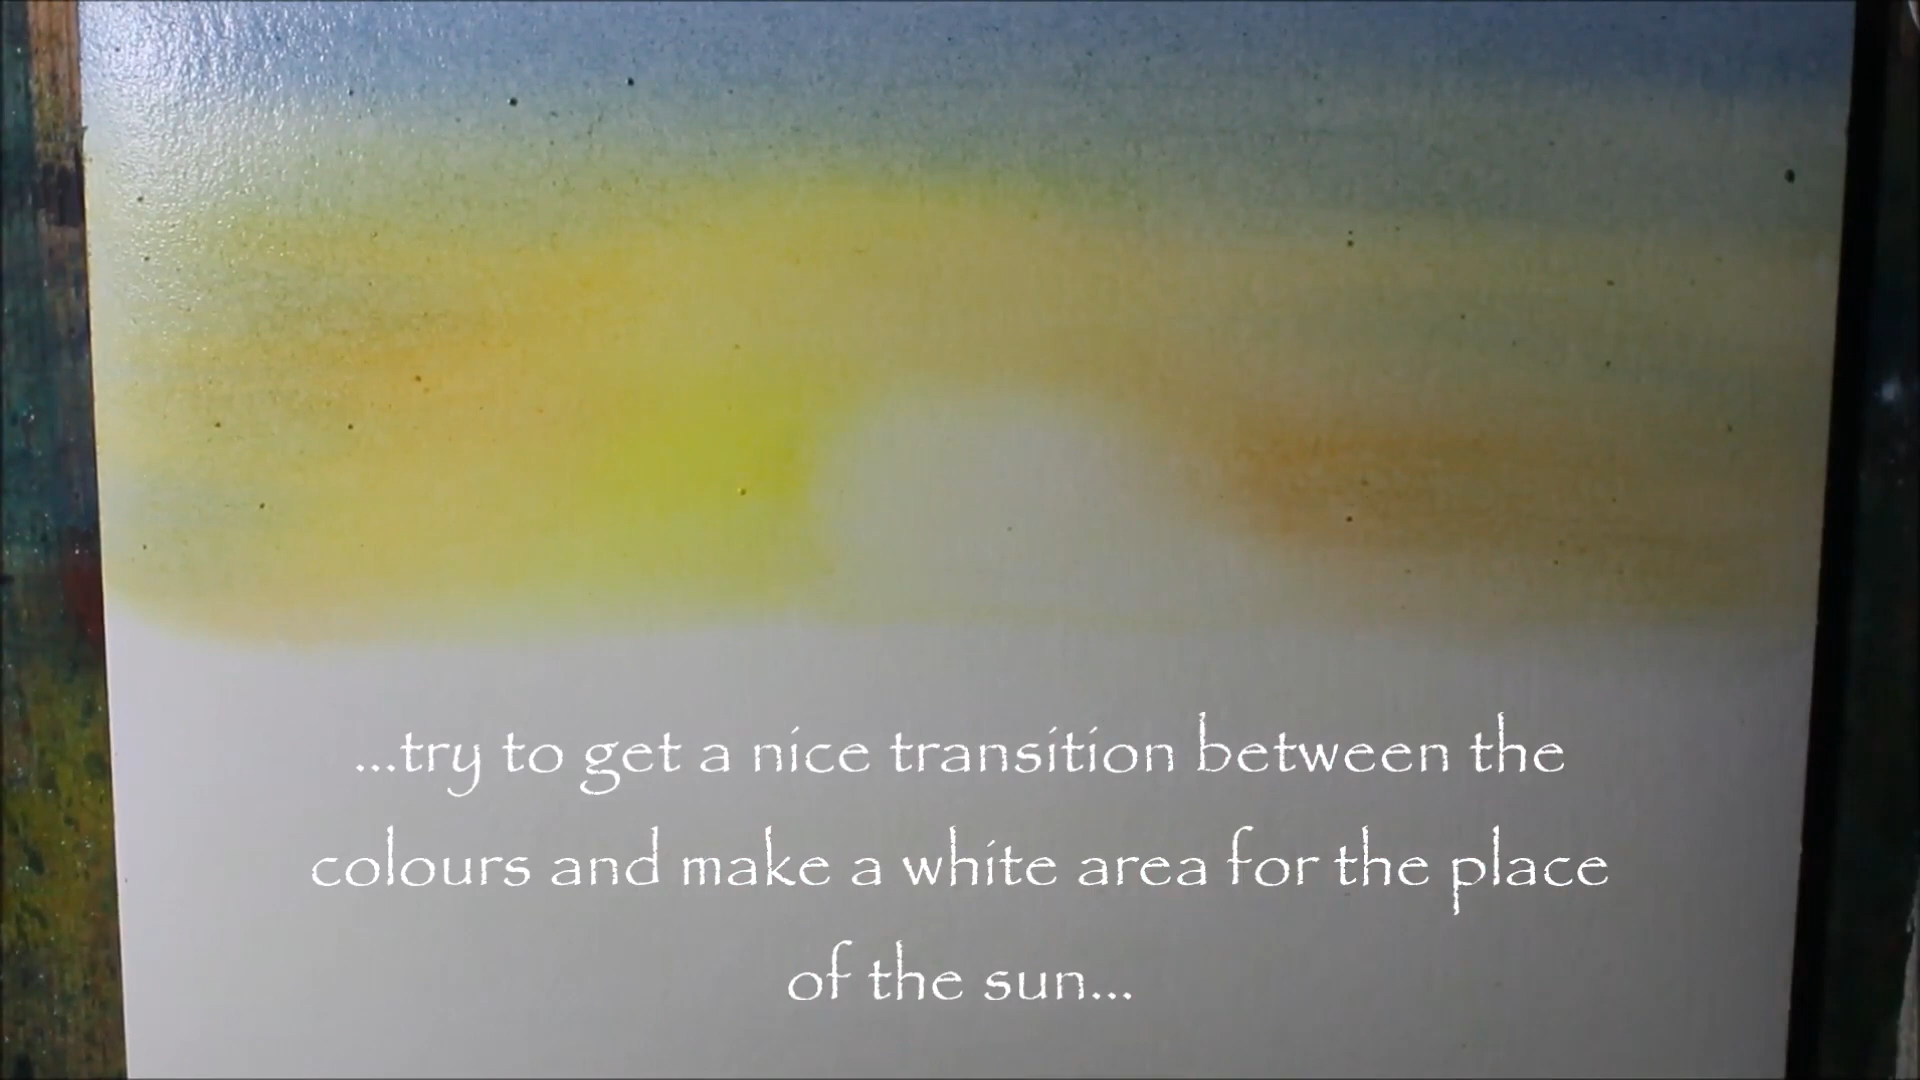 ...try to get a nice transition between the
colours and make a white area for the place
of the sun...